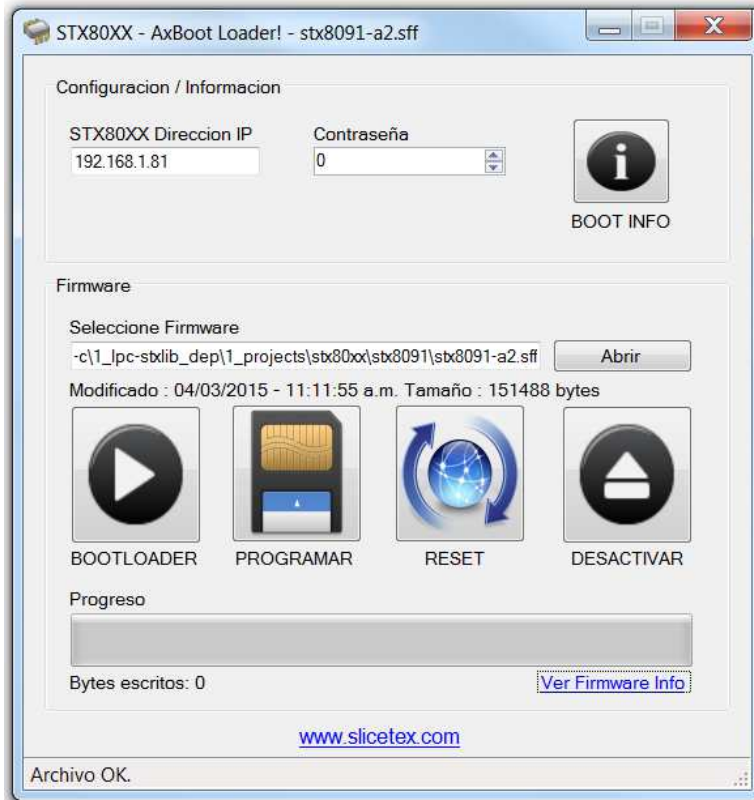 STX80XX - AxBoot Loader! - stx8091-a2.sff
Configuracion / Informacion
STX80XX Direccion IP
Contraseña
192.168.1.81
0
BOOT INFO
Firmware
Seleccione Firmware
-c\1_lpc-stxlib_dep\1_projects\stx80xx\stx8091\stx8091-a2.sff
Abrir
Modificado : 04/03/2015 - 11:11:55 a.m. Tamaño : 151488 bytes
BOOTLOADER
PROGRAMAR
RESET
DESACTIVAR
Progreso
Bytes escritos: 0
Ver Firmware Info
www.slicetex.com
Archivo OK.